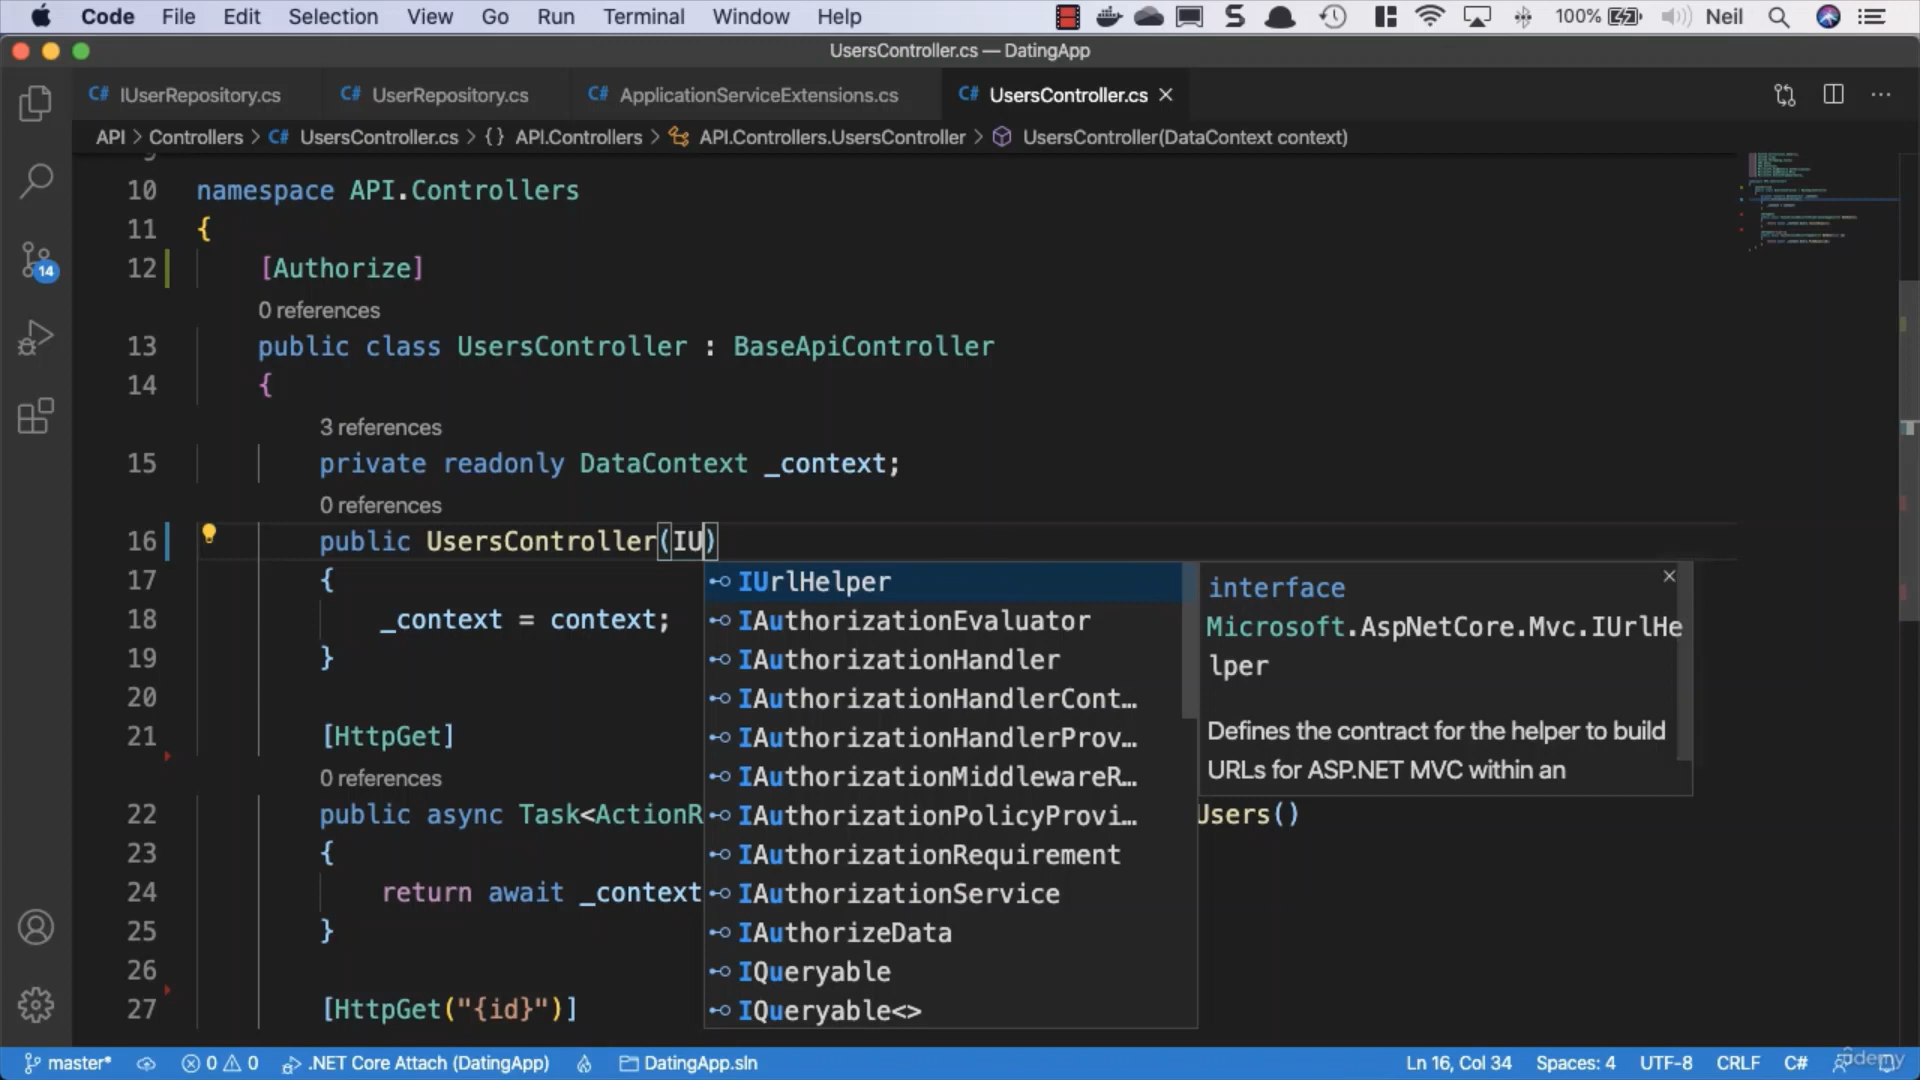 Code File Edit Selection View Go Run Terminal Window Help 100% Neil
UsersController.cs — DatingApp
C# IUserRepository.cs C# UserRepository.cs C# ApplicationServiceExtensions.cs C# UsersController.cs
API > Controllers > C# UsersController.cs > {} API.Controllers > API.Controllers.UsersController > UsersController(DataContext context)
10 namespace API.Controllers
11 {
12 [Authorize]
0 references
13 public class UsersController : BaseApiController
14 {
3 references
15 private readonly DataContext _context;
0 references
16 public UsersController(IU)
17 {
18 _context = context;
19 }
20
21 [HttpGet]
0 references
22 public async Task<ActionR Users()
23 {
24 return await _context
25 }
26
27 [HttpGet("{id}")]
IUrlHelper
IAuthorizationEvaluator
IAuthorizationHandler
IAuthorizationHandlerCont…
IAuthorizationHandlerProv…
IAuthorizationMiddlewareR…
IAuthorizationPolicyProvi…
IAuthorizationRequirement
IAuthorizationService
IAuthorizeData
IQueryable
IQueryable<>
interface
Microsoft.AspNetCore.Mvc.IUrlHe
lper
Defines the contract for the helper to build
URLs for ASP.NET MVC within an
14
master* 0 0 .NET Core Attach (DatingApp) DatingApp.sln Ln 16, Col 34 Spaces: 4 UTF-8 CRLF C#
udemy